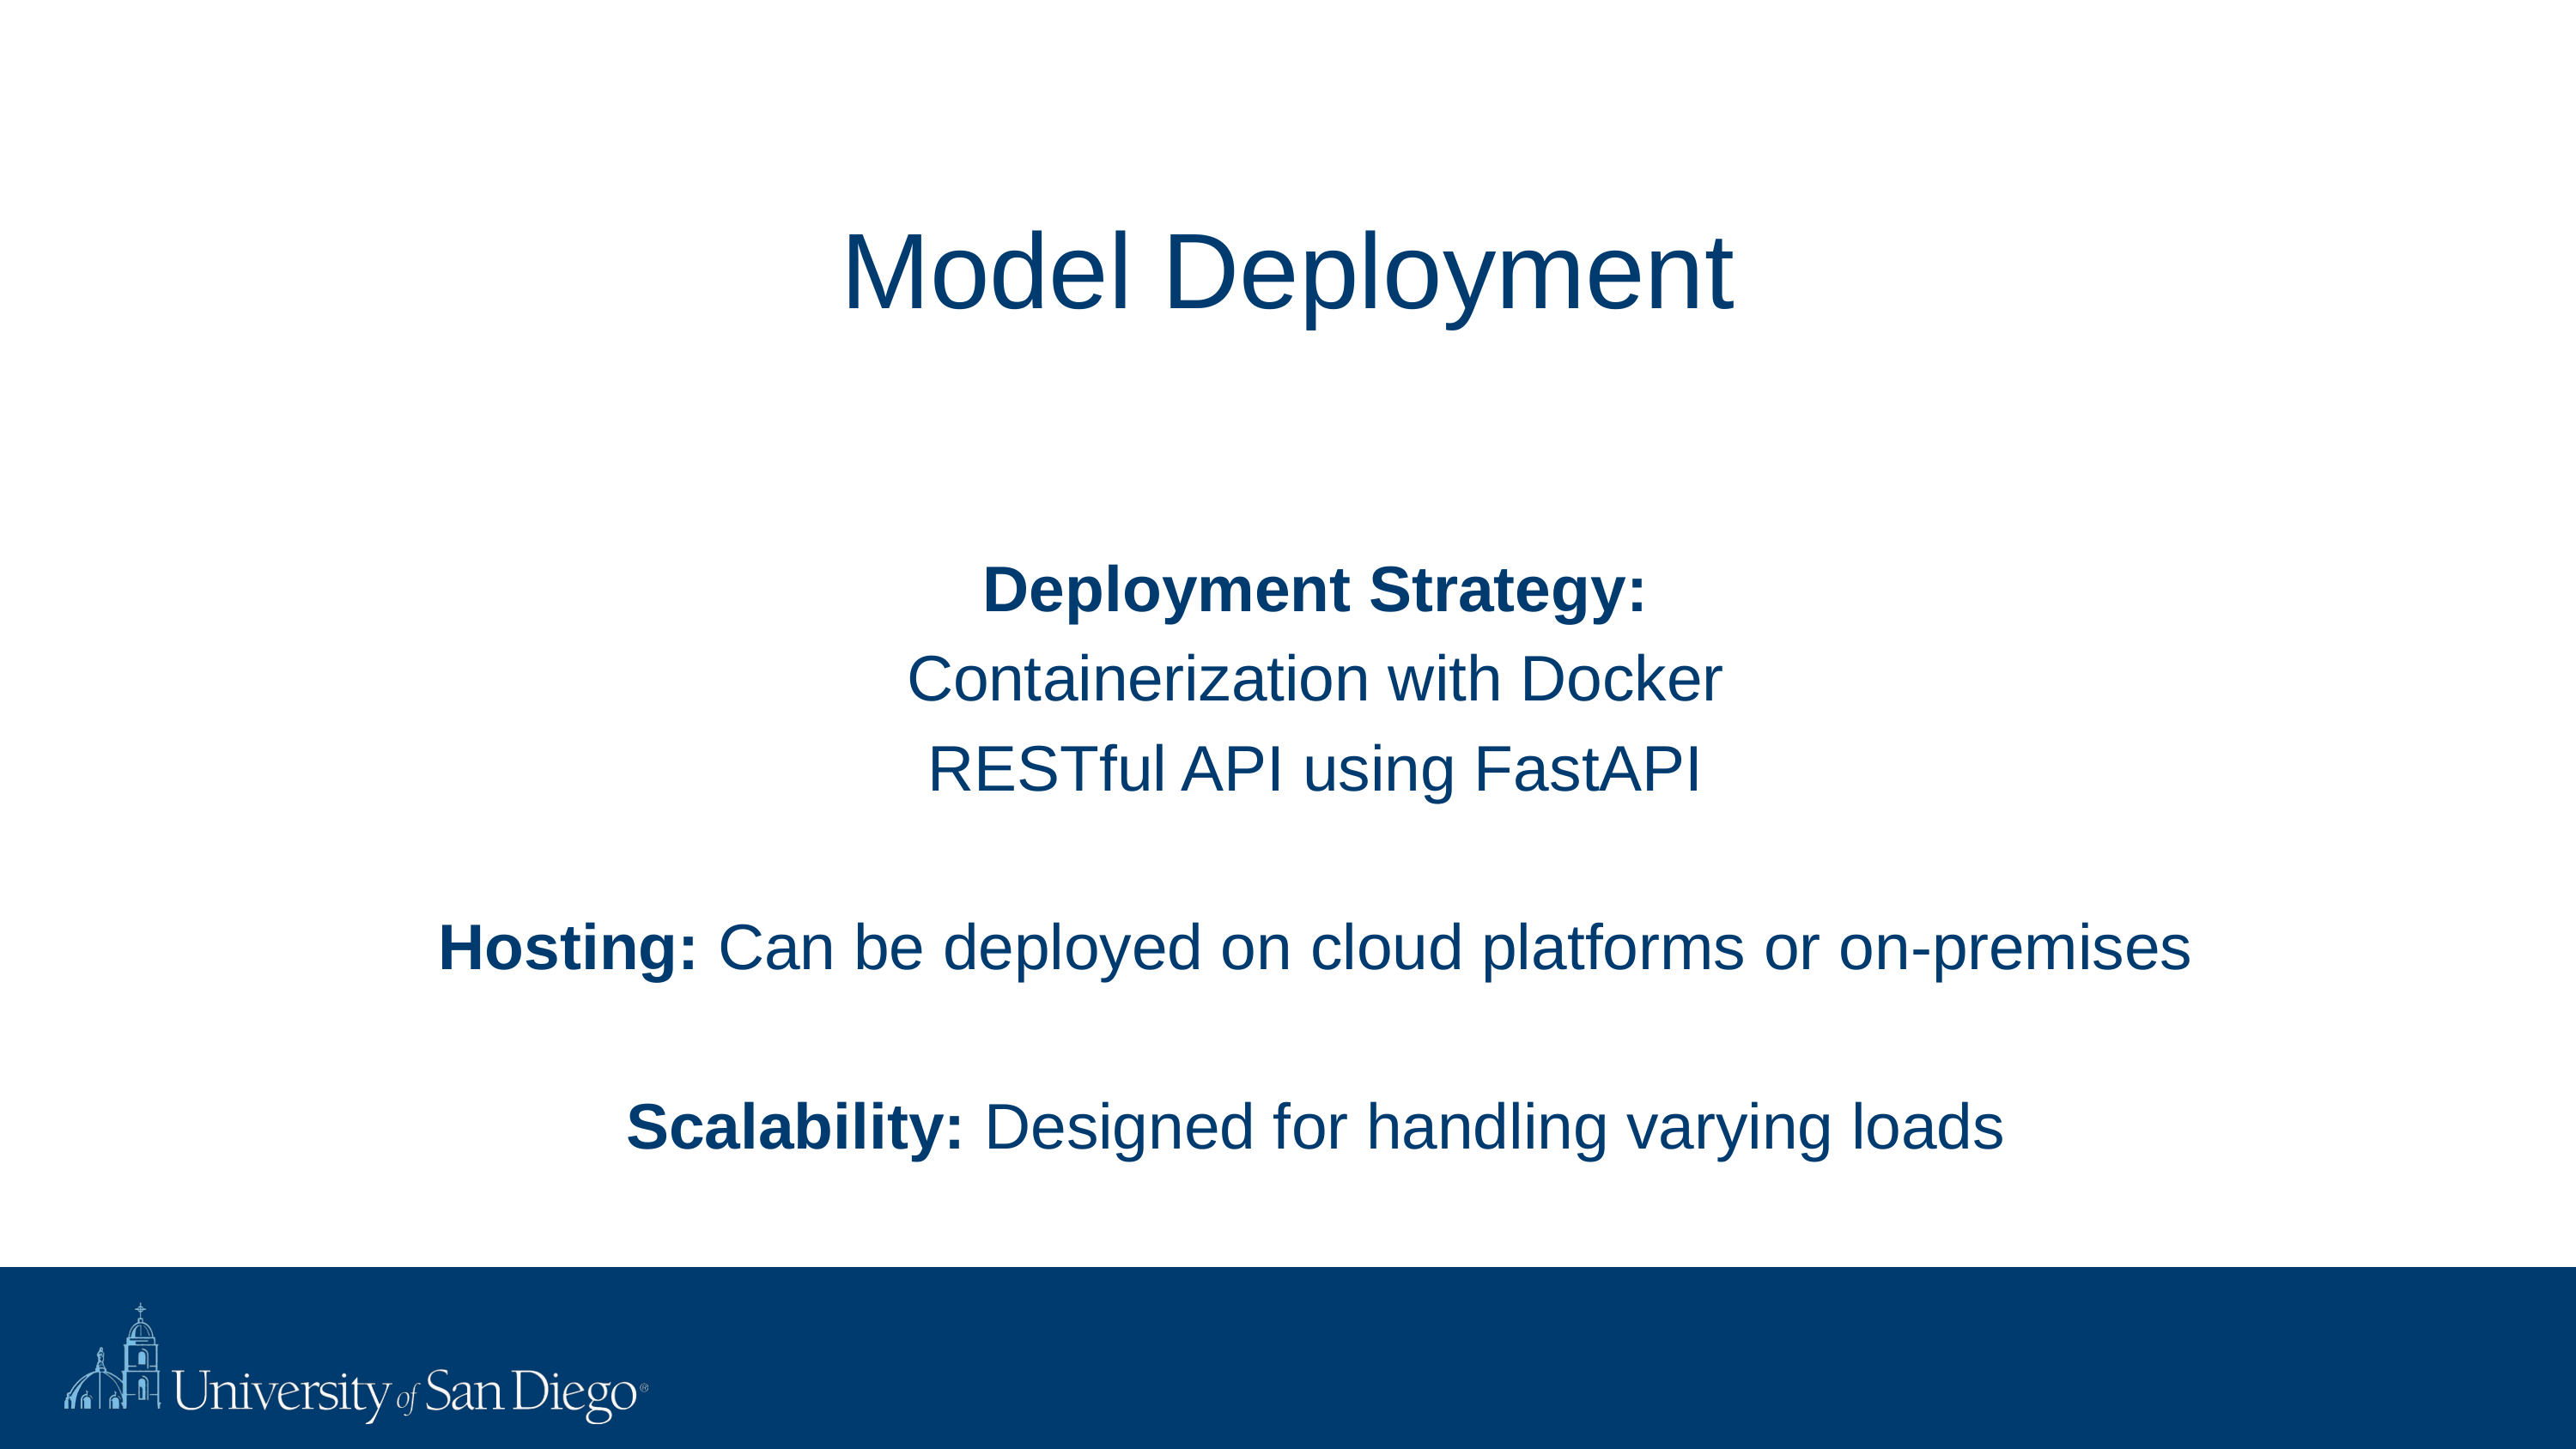 Model Deployment
Deployment Strategy:
Containerization with Docker
RESTful API using FastAPI
Hosting: Can be deployed on cloud platforms or on-premises
Scalability: Designed for handling varying loads
University of San Diego®